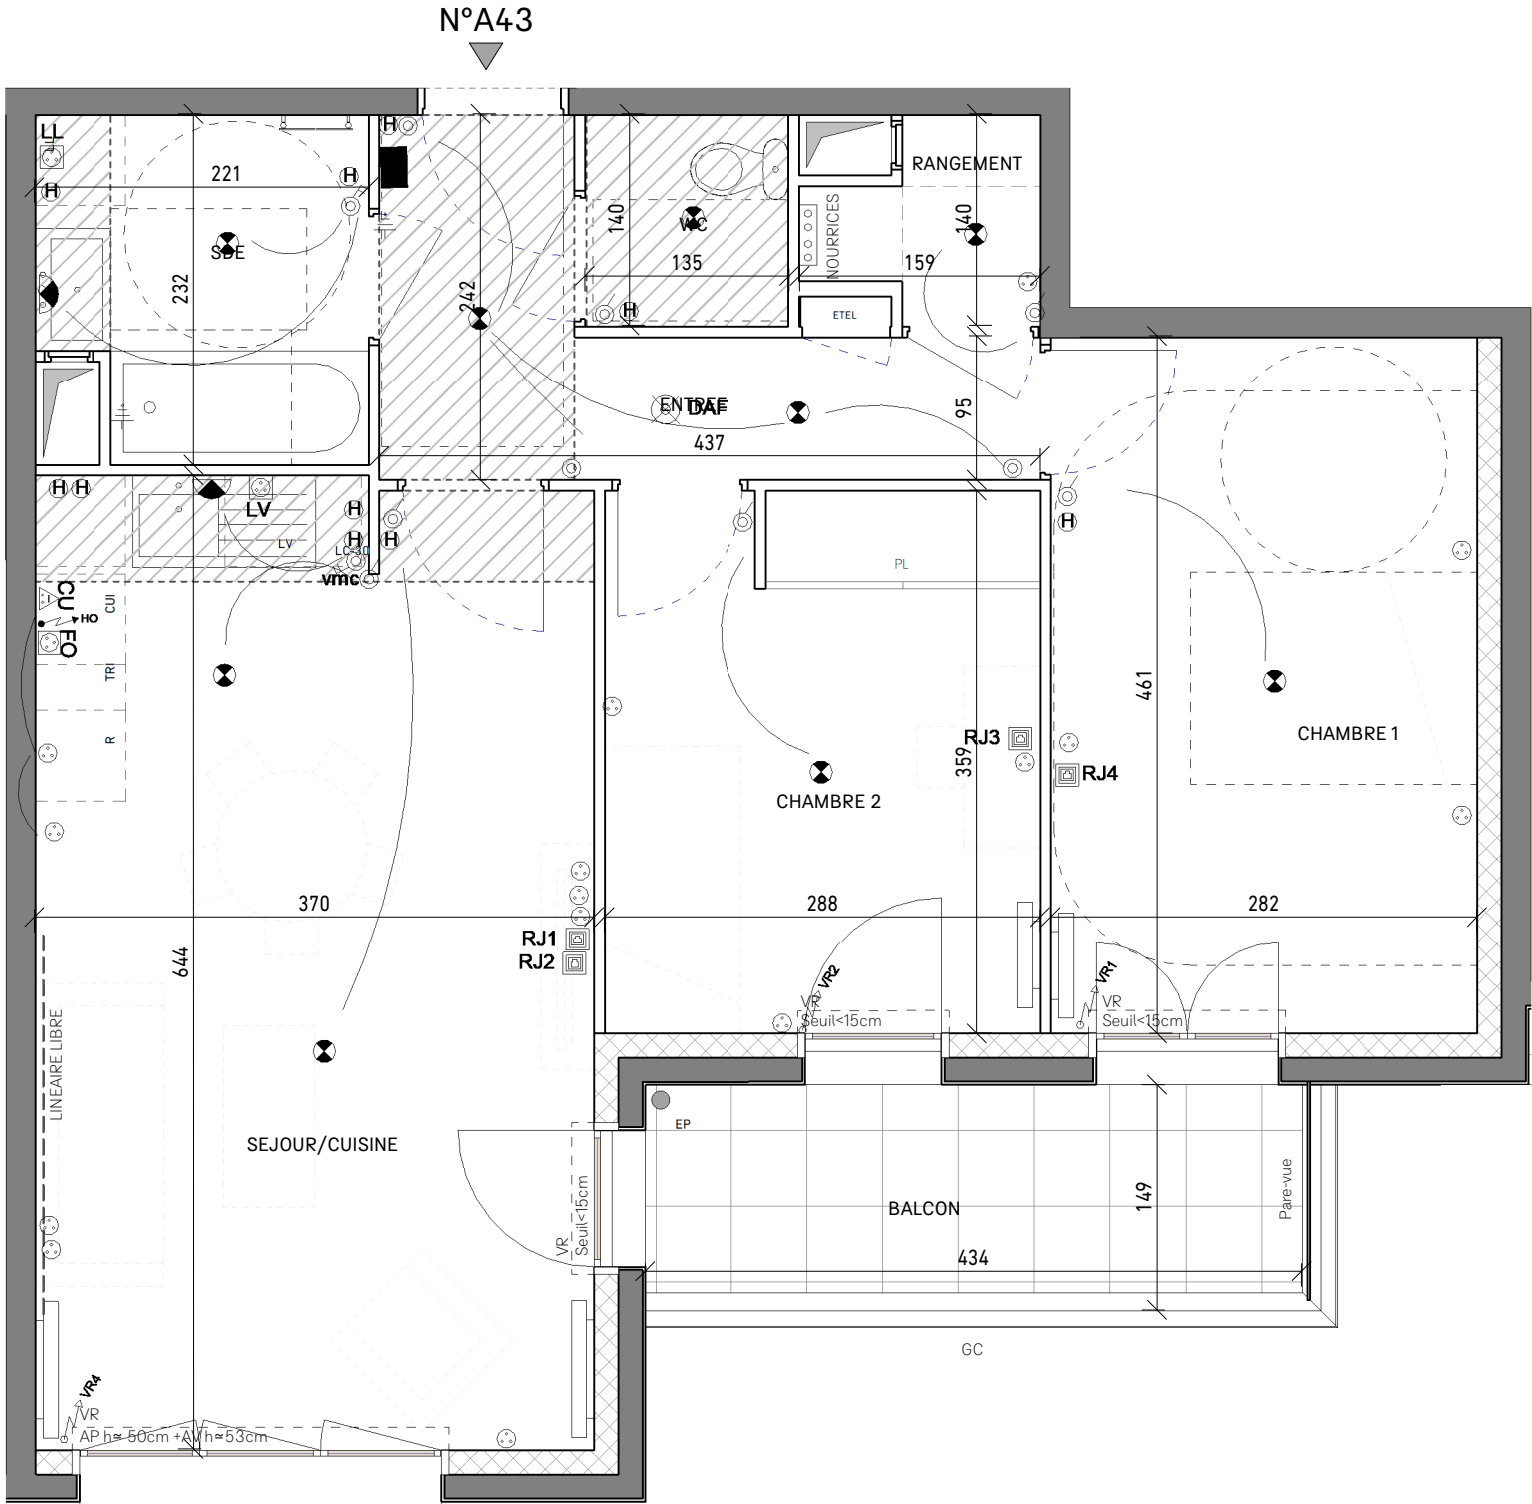 N°A43
LL
H
H
221
H
SDE
232
H
242
140
WC
135
H
RANGEMENT
NOURRICES
140
159
ETEL
ENTREE
DAF
437
95
H
H
LV
LV
H
H
H
LC-30
vmc
CU
HO
FO
CUI
TRI
R
PL
H
461
RJ3
359
RJ4
CHAMBRE 1
CHAMBRE 2
370
288
282
RJ1
RJ2
644
LINEAIRE LIBRE
VR2
VR
Seuil<15cm
VR1
VR
Seuil<15cm
EP
SEJOUR/CUISINE
VR
Seuil<15cm
BALCON
149
Pare-vue
434
GC
VR4
VR
AP h≃ 50cm +AV h≃53cm